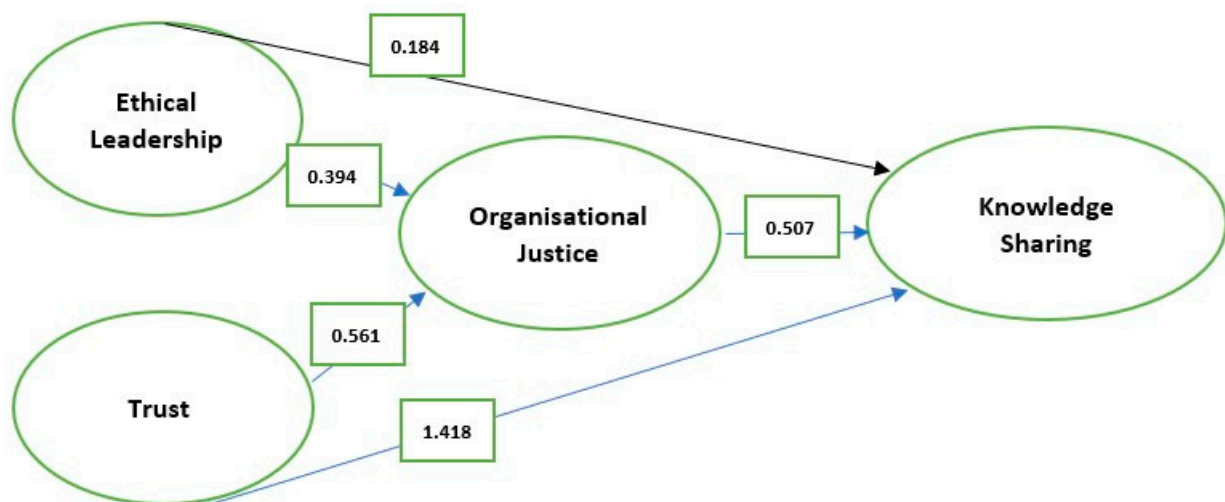 0.184
Ethical
Leadership
0.394
Organisational
Justice
0.507
Knowledge
Sharing
0.561
Trust
1.418